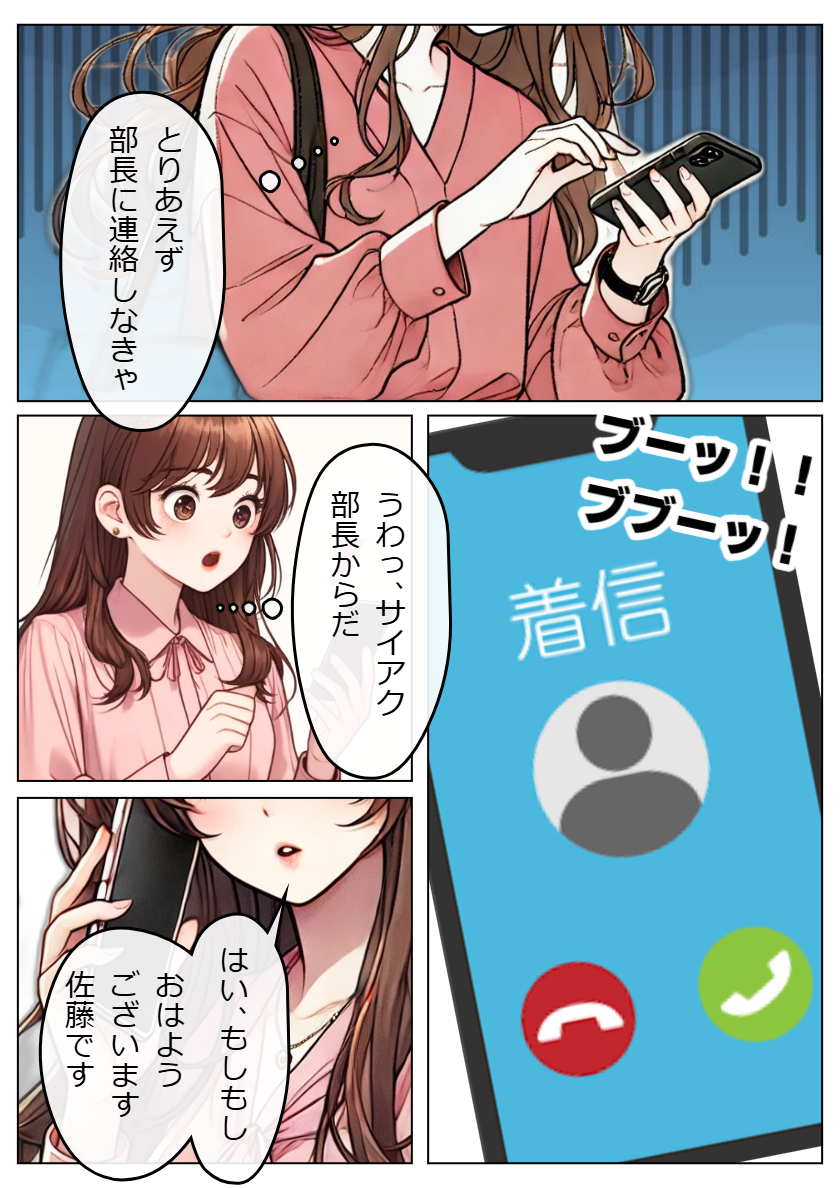 とりあえず
部長に連絡しなきゃ
ブーッ！！
ブブーッ！
着信
うわっ、サイアク
部長からだ
はい、もしもし
おはよう
ございます
佐藤です